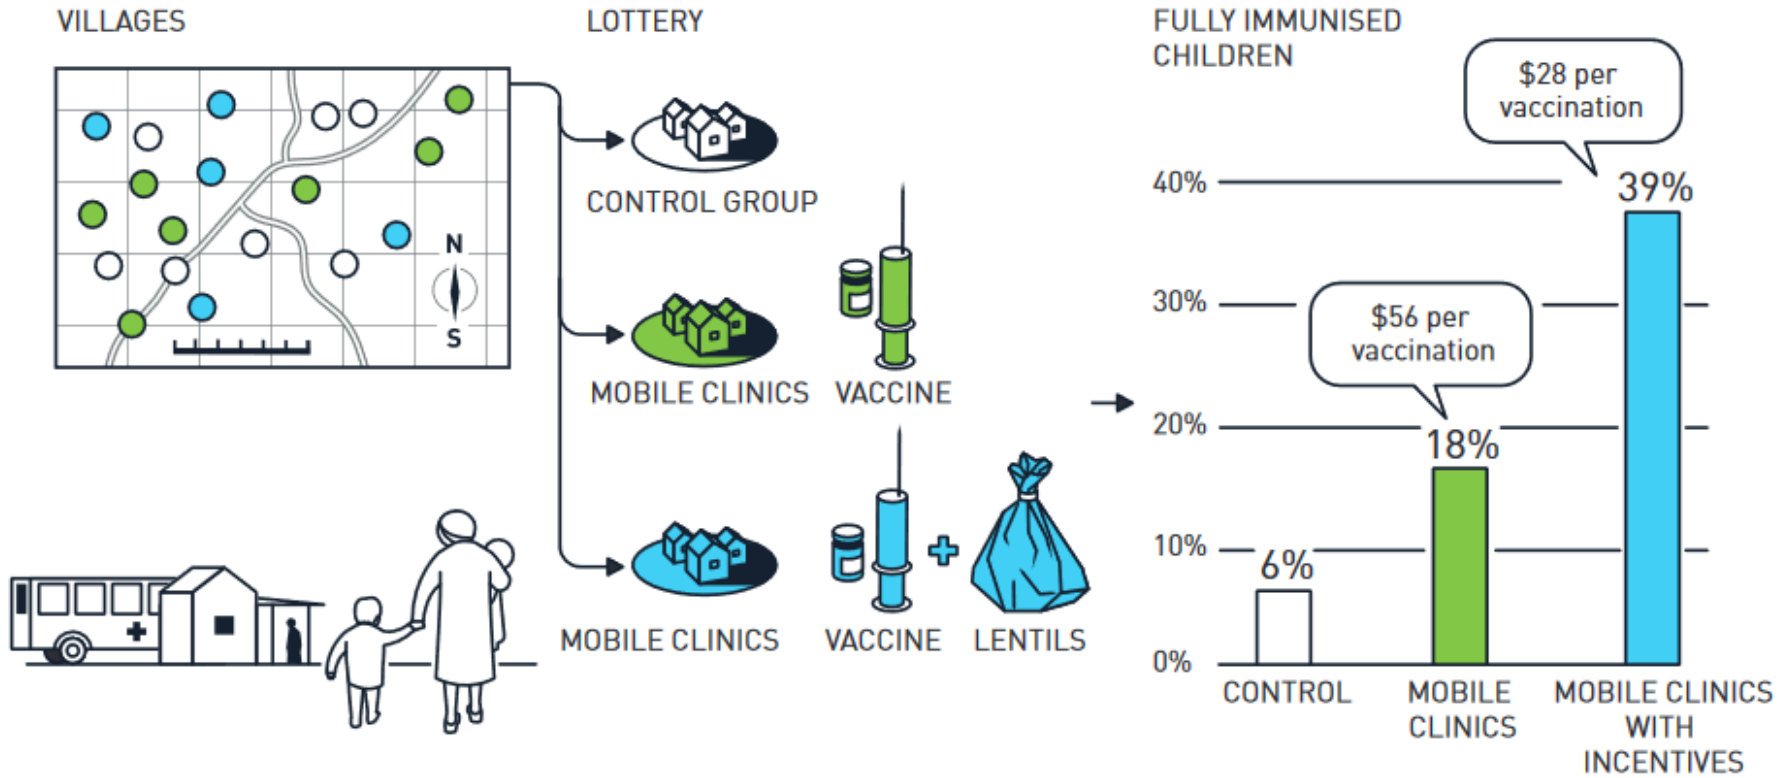 VILLAGES
N
S
LOTTERY
CONTROL GROUP
MOBILE CLINICS
VACCINE
MOBILE CLINICS
VACCINE
LENTILS
FULLY IMMUNISED
CHILDREN
$28 per
vaccination
40%
39%
30%
$56 per
vaccination
20%
18%
10%
6%
0%
CONTROL
MOBILE
CLINICS
MOBILE CLINICS
WITH
INCENTIVES